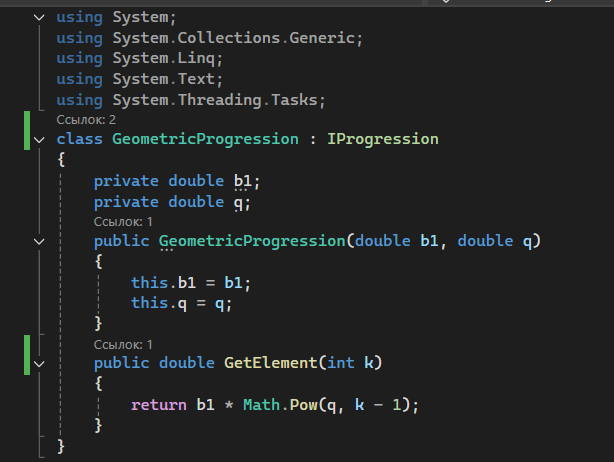 using System;
using System.Collections.Generic;
using System.Linq;
using System.Text;
using System.Threading.Tasks;
Ссылок: 2
class GeometricProgression : IProgression
{
private double b1;
private double q;
Ссылок: 1
public GeometricProgression(double b1, double q)
{
this.b1 = b1;
this.q = q;
}
Ссылок: 1
public double GetElement(int k)
{
return b1 * Math.Pow(q, k - 1);
}
}